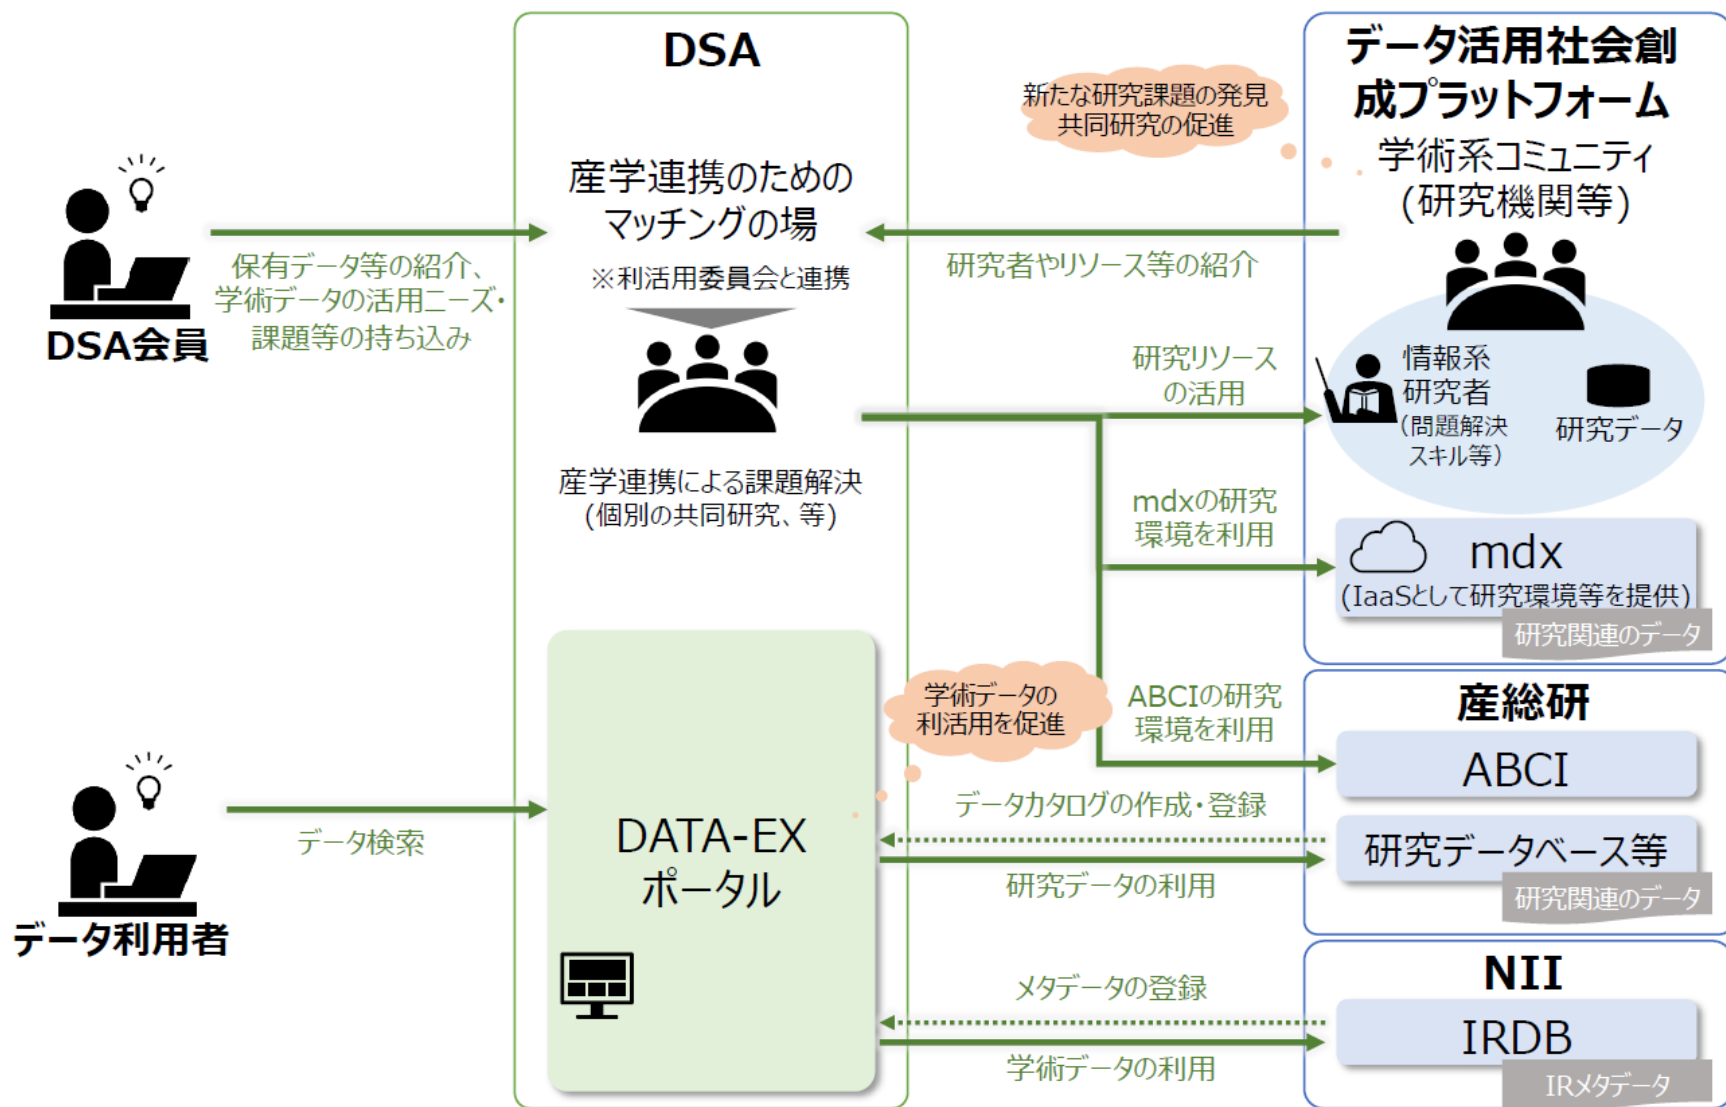 DSA
産学連携のための
マッチングの場
※利活用委員会と連携
産学連携による課題解決
(個別の共同研究、等)
DSA会員
保有データ等の紹介、
学術データの活用ニーズ・
課題等の持ち込み
データ利用者
データ検索
DATA-EX
ポータル
新たな研究課題の発見
共同研究の促進
研究者やリソース等の紹介
研究リソース
の活用
mdxの研究
環境を利用
学術データの
利活用を促進
ABCIの研究
環境を利用
データカタログの作成・登録
研究データの利用
メタデータの登録
学術データの利用
データ活用社会創
成プラットフォーム
学術系コミュニティ
(研究機関等)
情報系
研究者
(問題解決
スキル等)
研究データ
mdx
(IaaSとして研究環境等を提供)
研究関連のデータ
産総研
ABCI
研究データベース等
研究関連のデータ
NII
IRDB
IRメタデータ